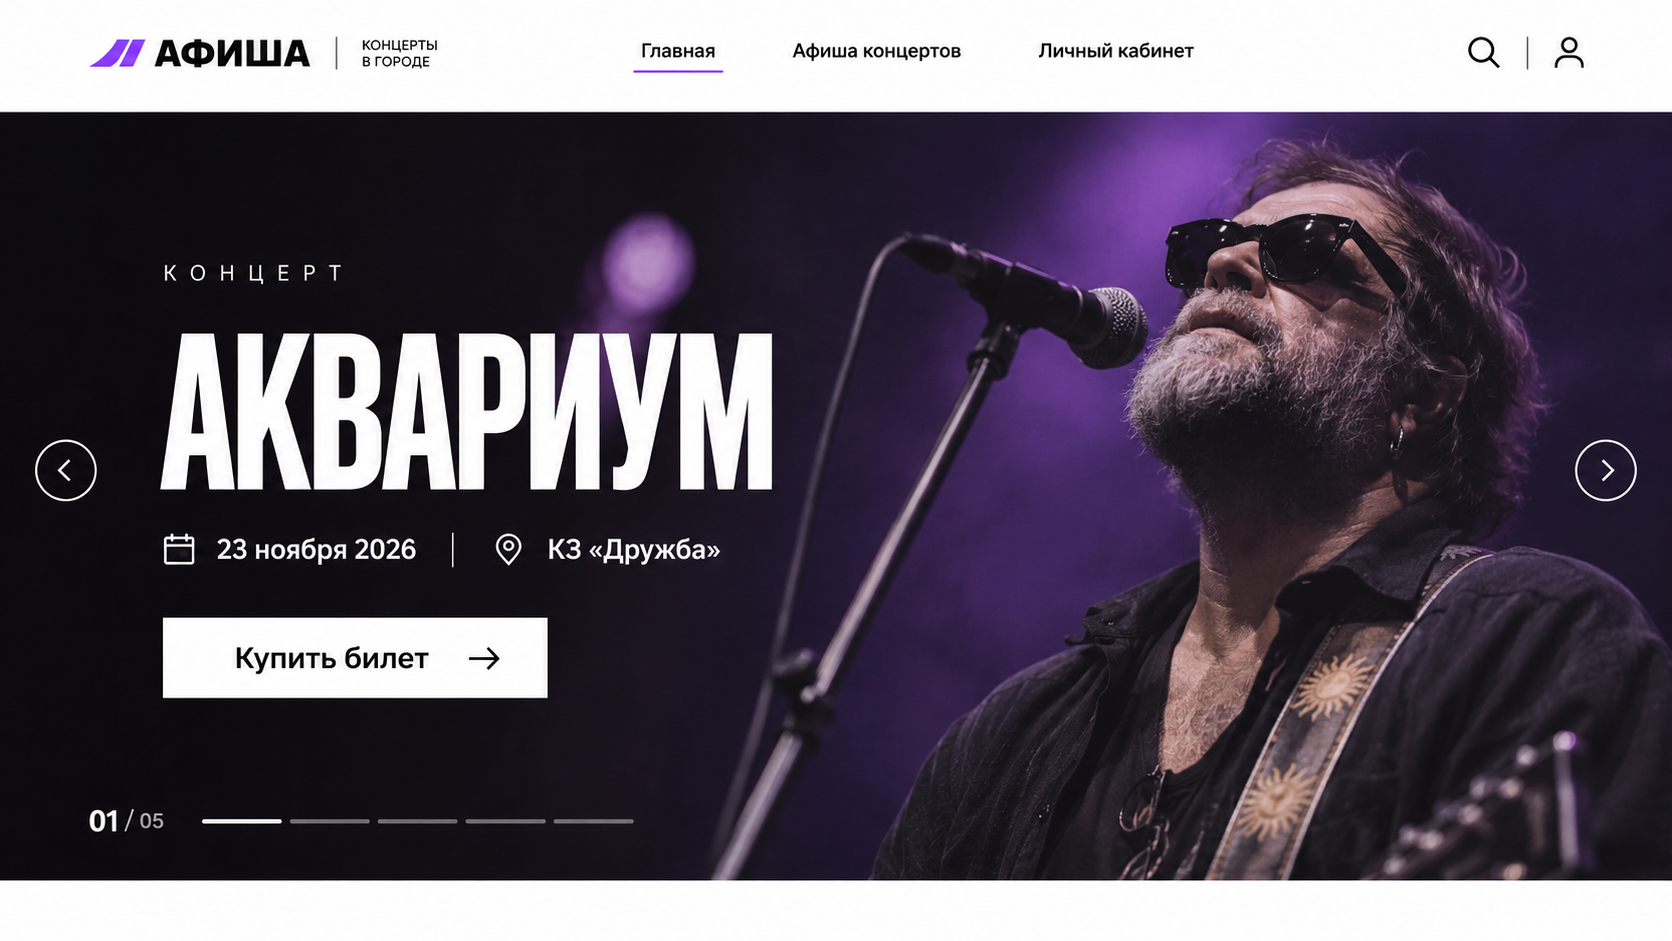 АФИША
КОНЦЕРТЫ
В ГОРОДЕ
Главная
Афиша концертов
Личный кабинет
КОНЦЕРТ
АКВАРИУМ
23 ноября 2026
КЗ «Дружба»
Купить билет
01 / 05